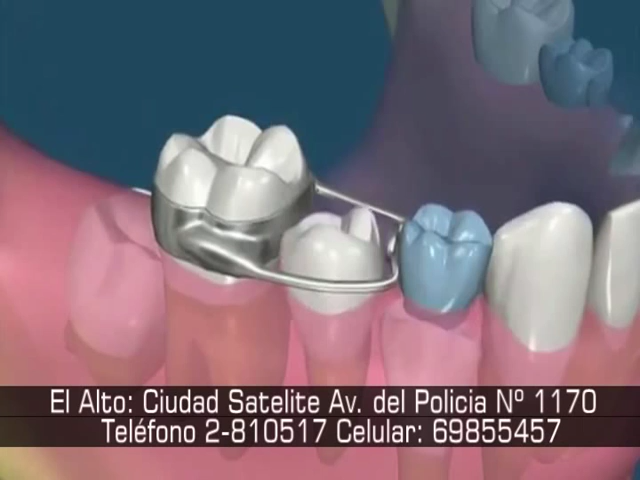 El Alto: Ciudad Satelite Av. del Policia Nº 1170
Teléfono 2-810517 Celular: 69855457